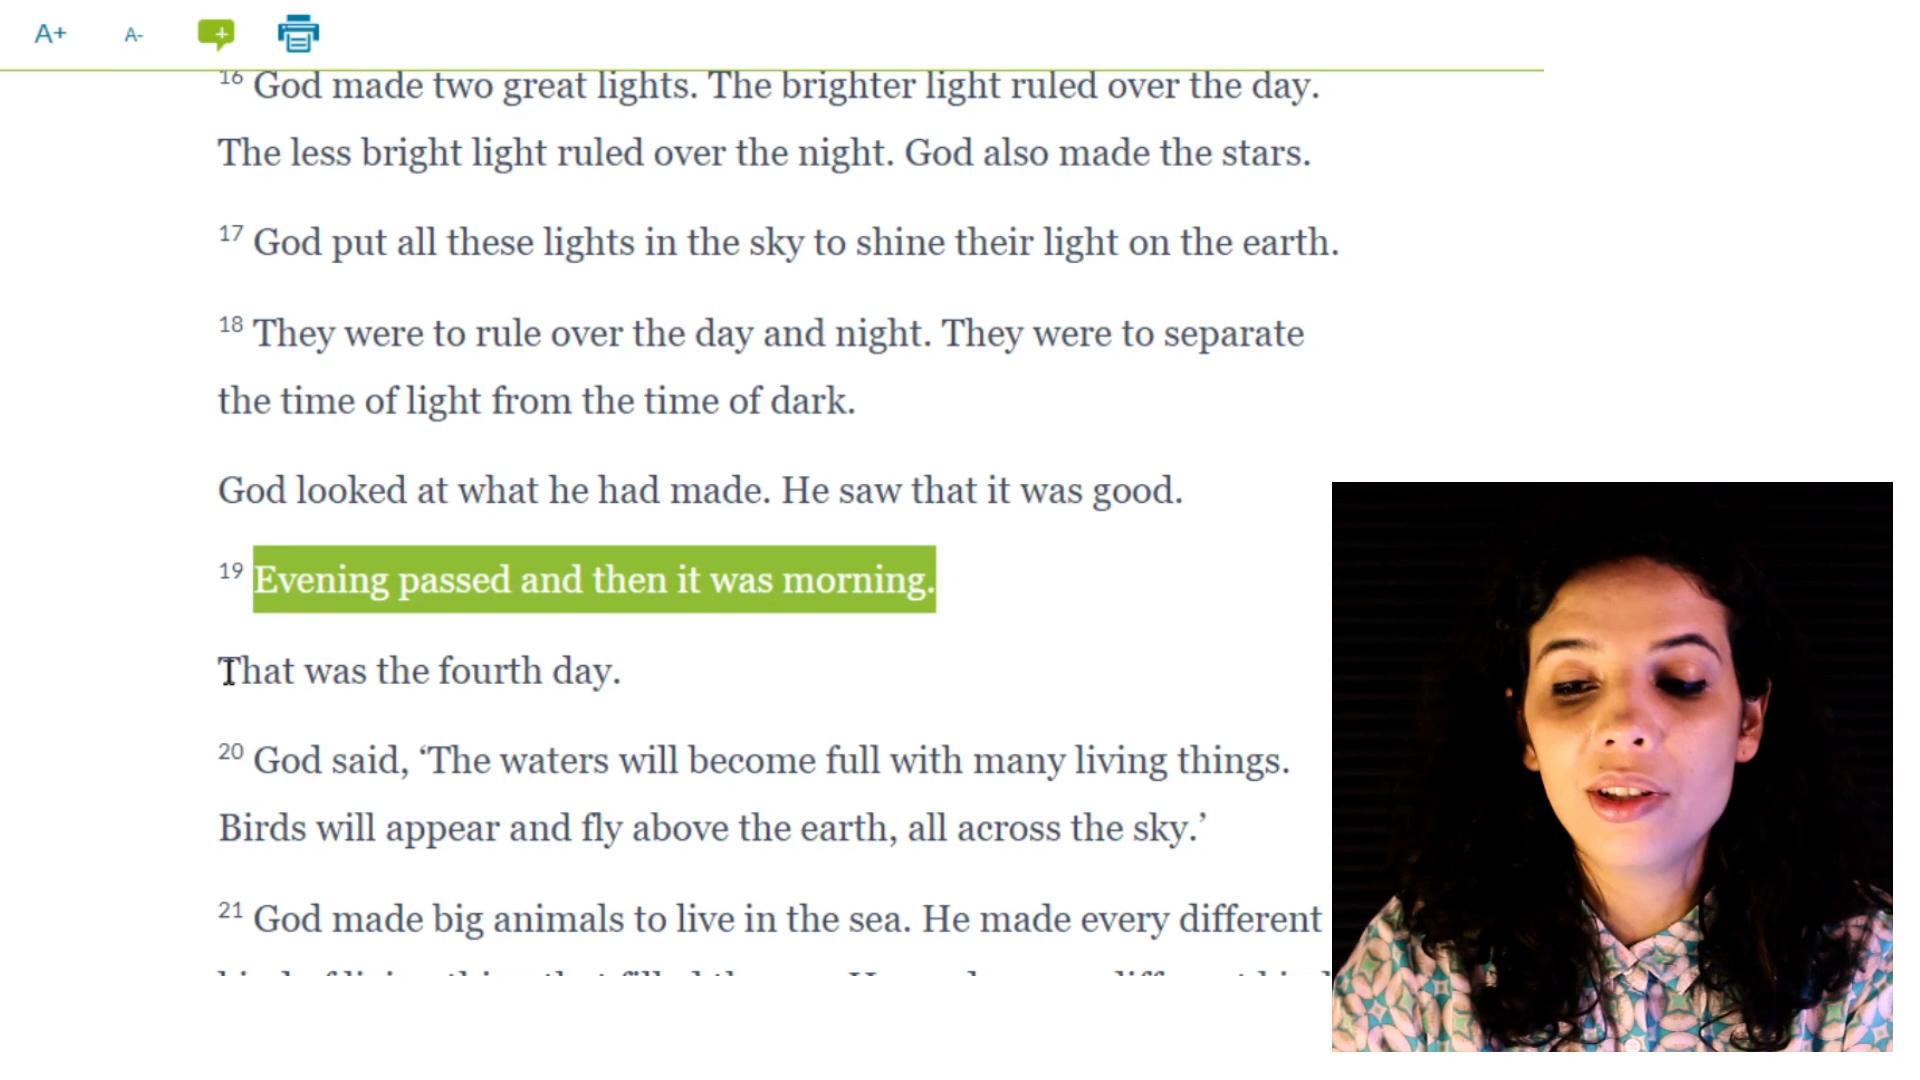 A+ A-
16 God made two great lights. The brighter light ruled over the day.
The less bright light ruled over the night. God also made the stars.
17 God put all these lights in the sky to shine their light on the earth.
18 They were to rule over the day and night. They were to separate
the time of light from the time of dark.
God looked at what he had made. He saw that it was good.
19 Evening passed and then it was morning.
That was the fourth day.
20 God said, ‘The waters will become full with many living things.
Birds will appear and fly above the earth, all across the sky.’
21 God made big animals to live in the sea. He made every different